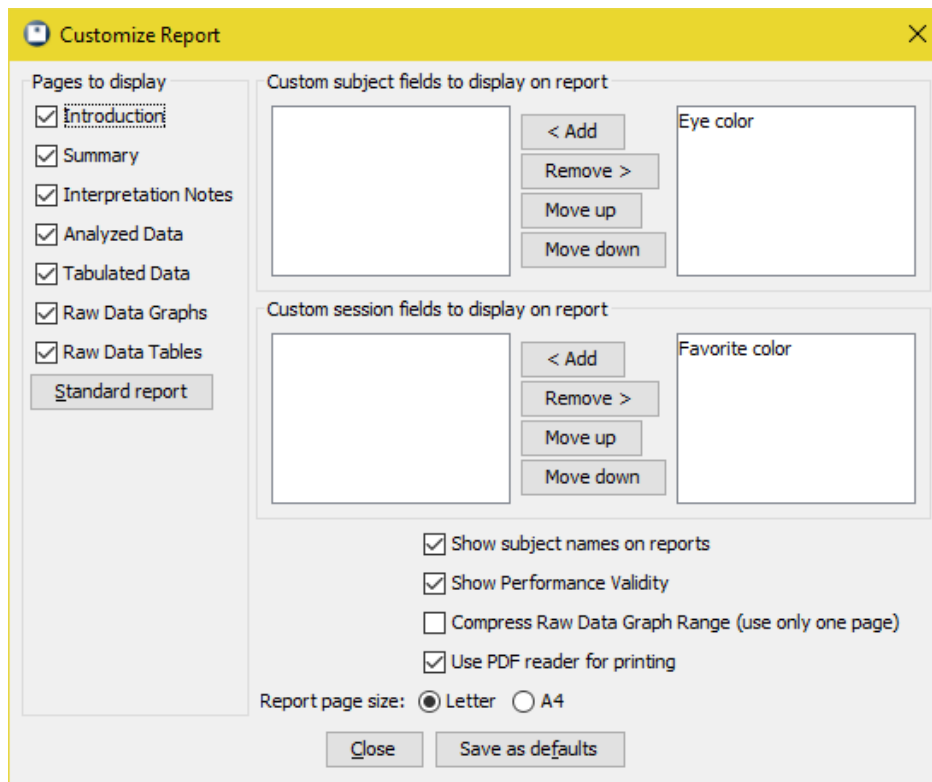 Customize Report
Pages to display
Introduction
Summary
Interpretation Notes
Analyzed Data
Tabulated Data
Raw Data Graphs
Raw Data Tables
Standard report
Custom subject fields to display on report
< Add
Remove >
Move up
Move down
Eye color
Custom session fields to display on report
< Add
Remove >
Move up
Move down
Favorite color
Show subject names on reports
Show Performance Validity
Compress Raw Data Graph Range (use only one page)
Use PDF reader for printing
Report page size: Letter A4
Close Save as defaults